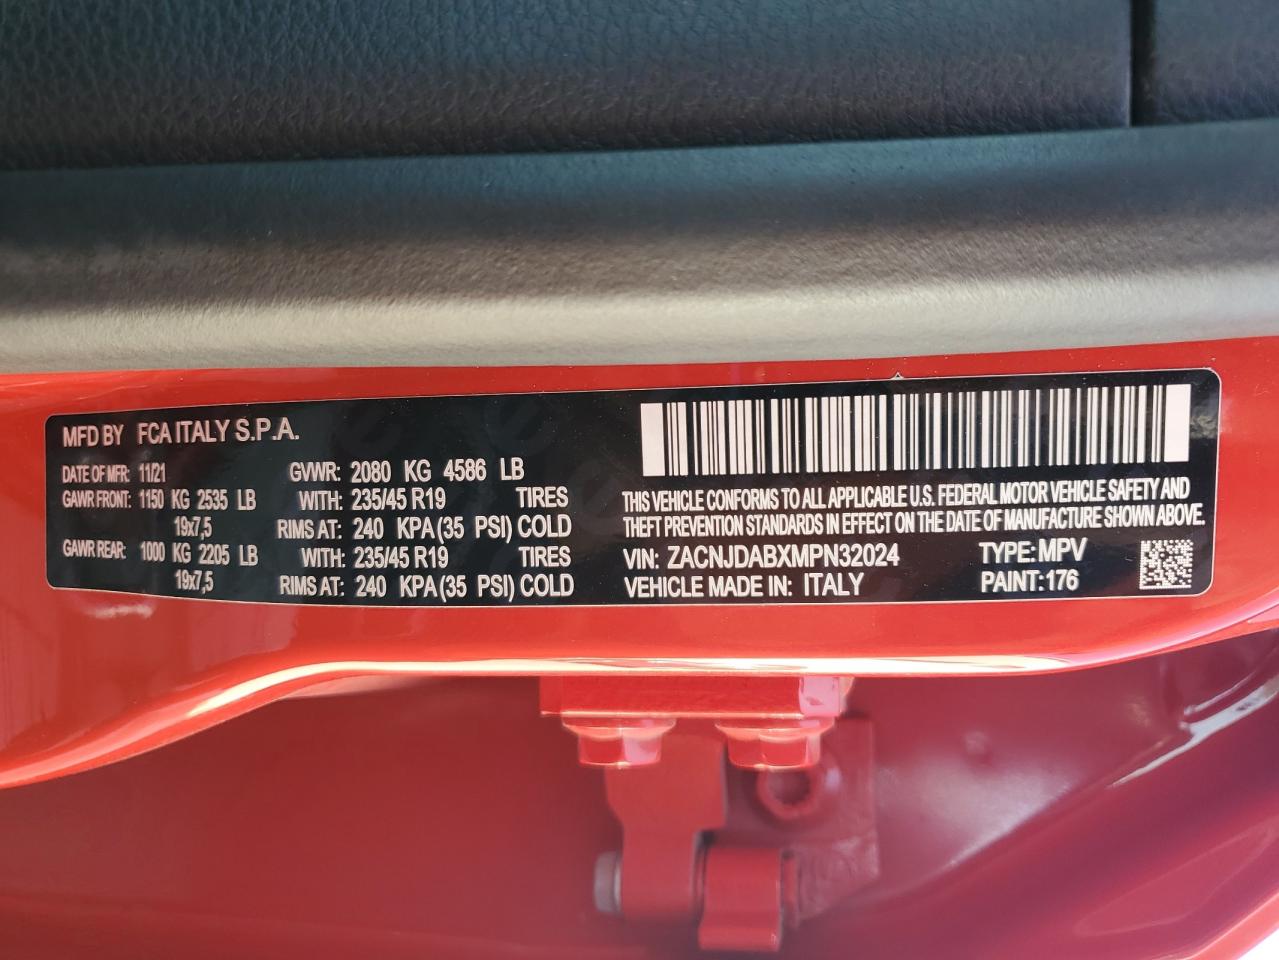 MFD BY FCA ITALY S.P.A.
DATE OF MFR: 11/21 GVWR: 2080 KG 4586 LB
GAWR FRONT: 1150 KG 2535 LB WITH: 235/45 R19 TIRES
19x7,5 RIMS AT: 240 KPA (35 PSI) COLD
GAWR REAR: 1000 KG 2205 LB WITH: 235/45 R19 TIRES
19x7,5 RIMS AT: 240 KPA (35 PSI) COLD
THIS VEHICLE CONFORMS TO ALL APPLICABLE U.S. FEDERAL MOTOR VEHICLE SAFETY AND
THEFT PREVENTION STANDARDS IN EFFECT ON THE DATE OF MANUFACTURE SHOWN ABOVE.
VIN: ZACNJDABXMPN32024 TYPE: MPV
VEHICLE MADE IN: ITALY PAINT: 176